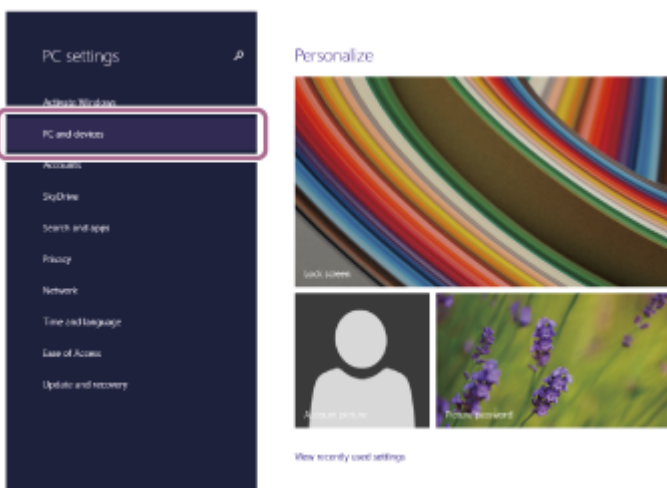 PC settings
Activate Windows
PC and devices
Accounts
SkyDrive
Search and apps
Privacy
Network
Time and language
Ease of Access
Update and recovery
Personalize
Lock screen
Account picture
Picture password
View recently used settings